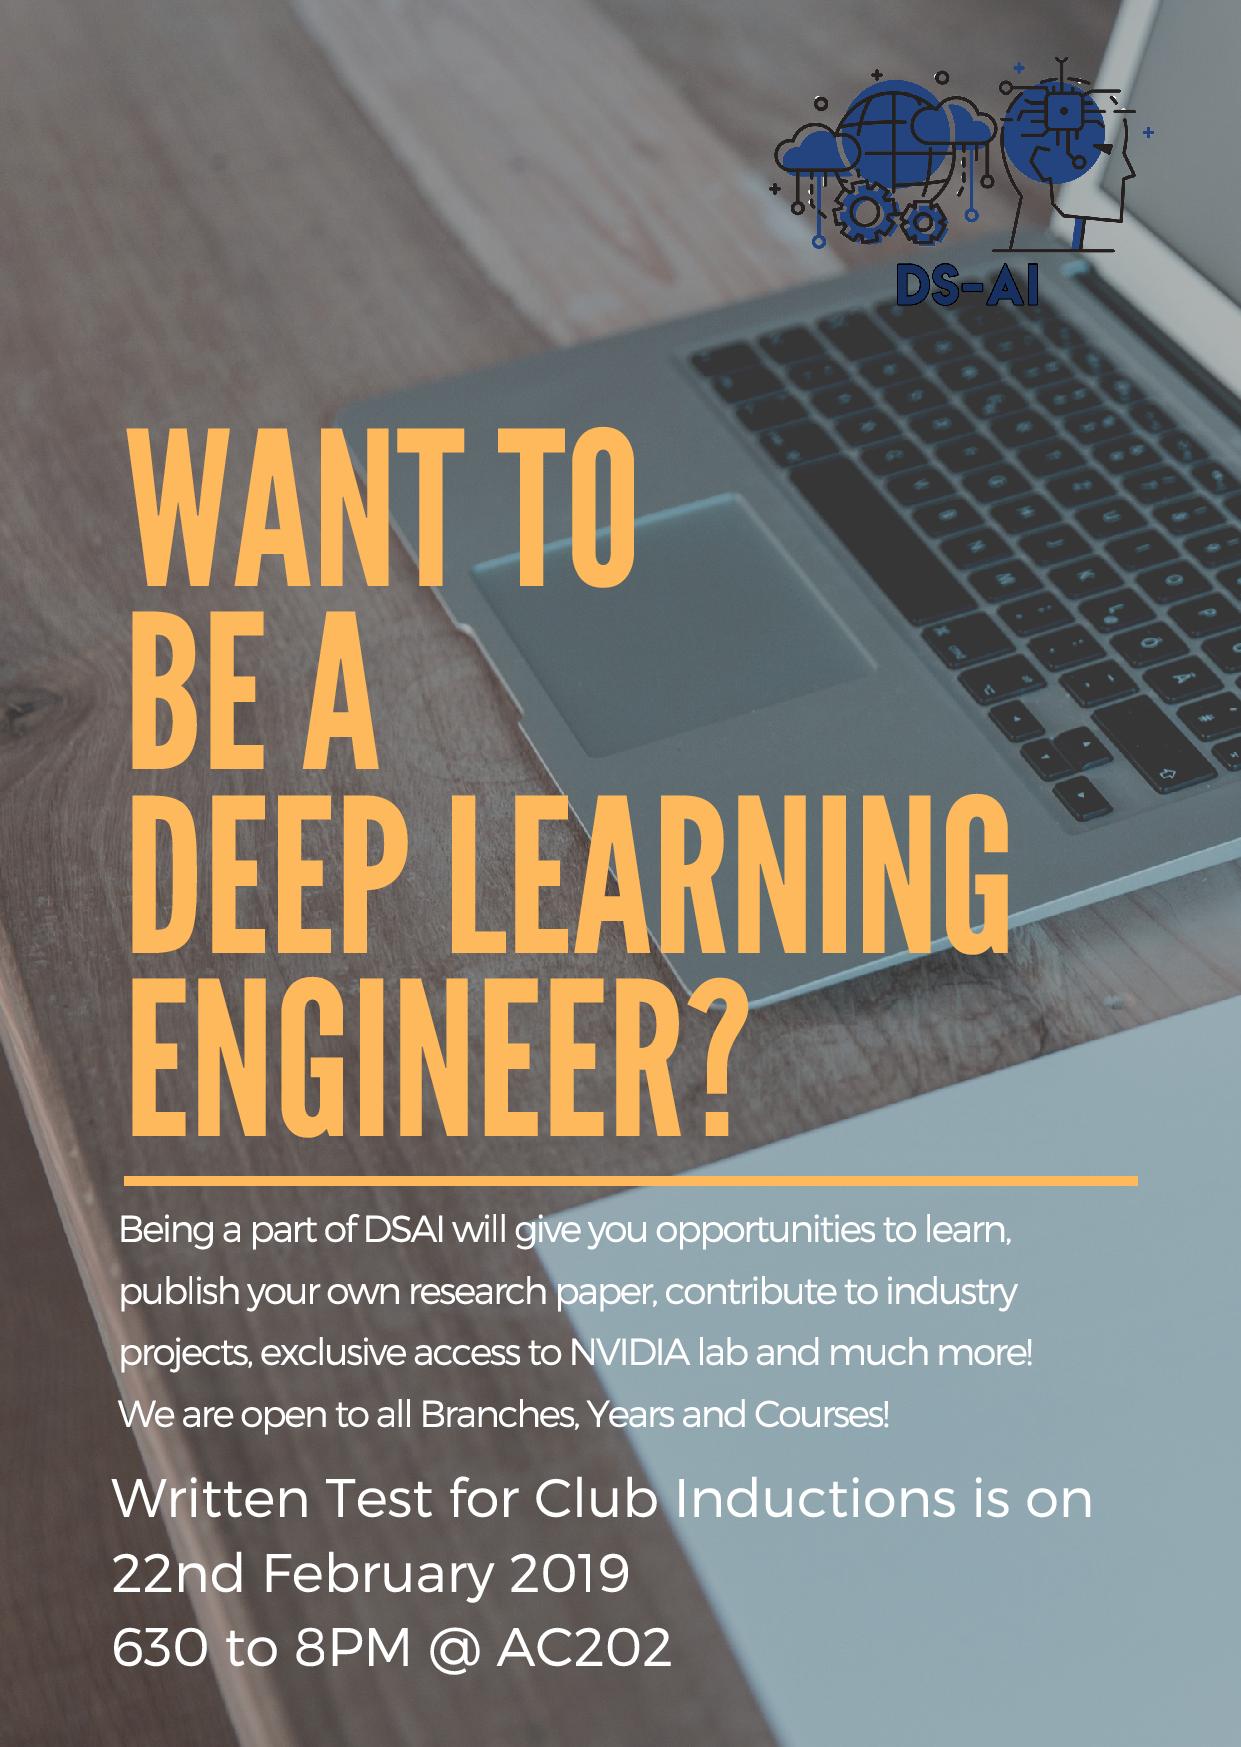 DS-AI
WANT TO
BE A
DEEP LEARNING
ENGINEER?
Being a part of DSAI will give you opportunities to learn,
publish your own research paper, contribute to industry
projects, exclusive access to NVIDIA lab and much more!
We are open to all Branches, Years and Courses!
Written Test for Club Inductions is on
22nd February 2019
630 to 8PM @ AC202